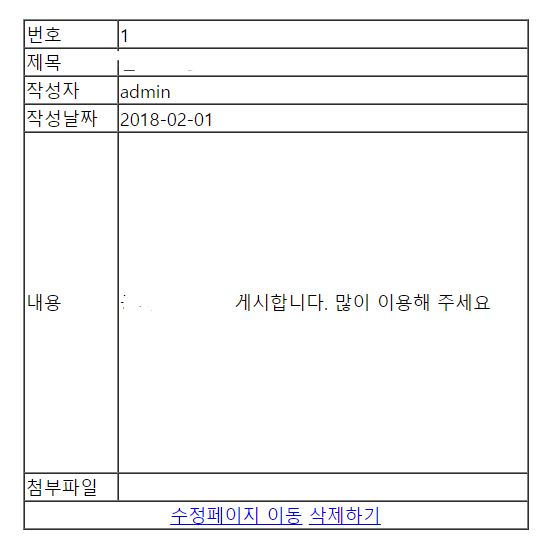 번호 1
제목
작성자 admin
작성날짜 2018-02-01
내용 게시합니다. 많이 이용해 주세요
첨부파일
수정페이지 이동 삭제하기